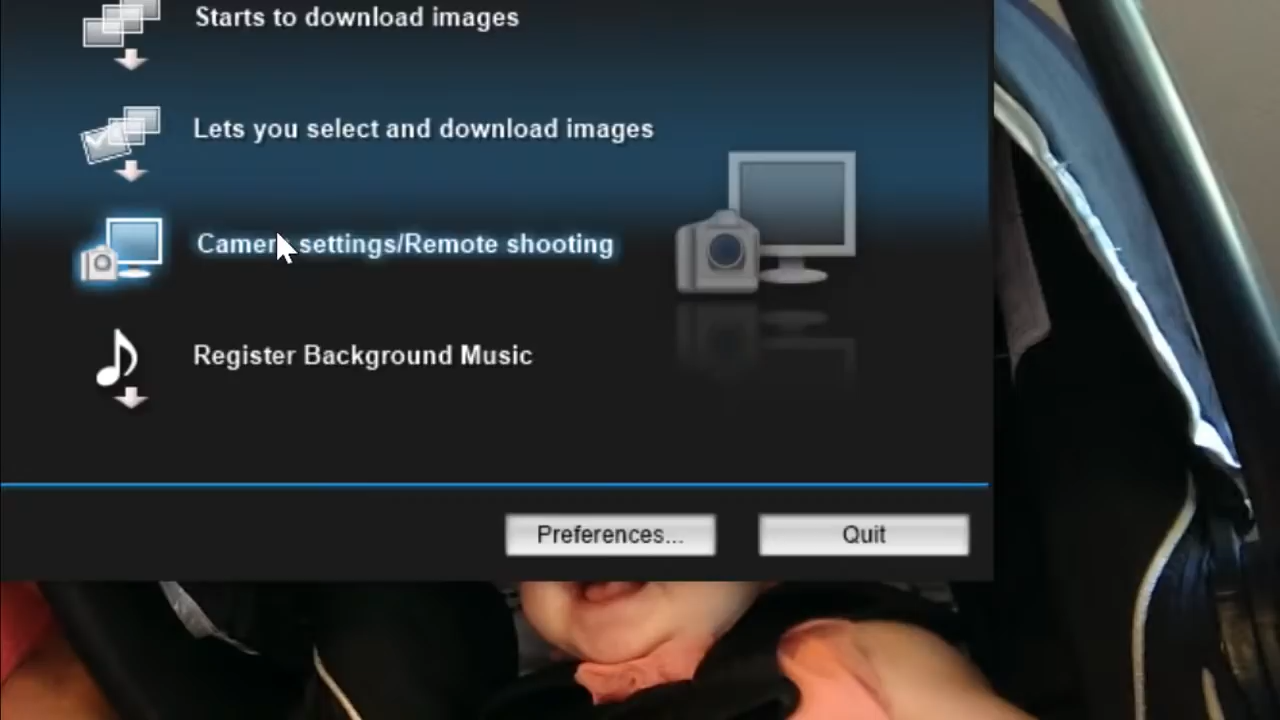 Starts to download images
Lets you select and download images
Camera settings/Remote shooting
Register Background Music
Preferences...
Quit